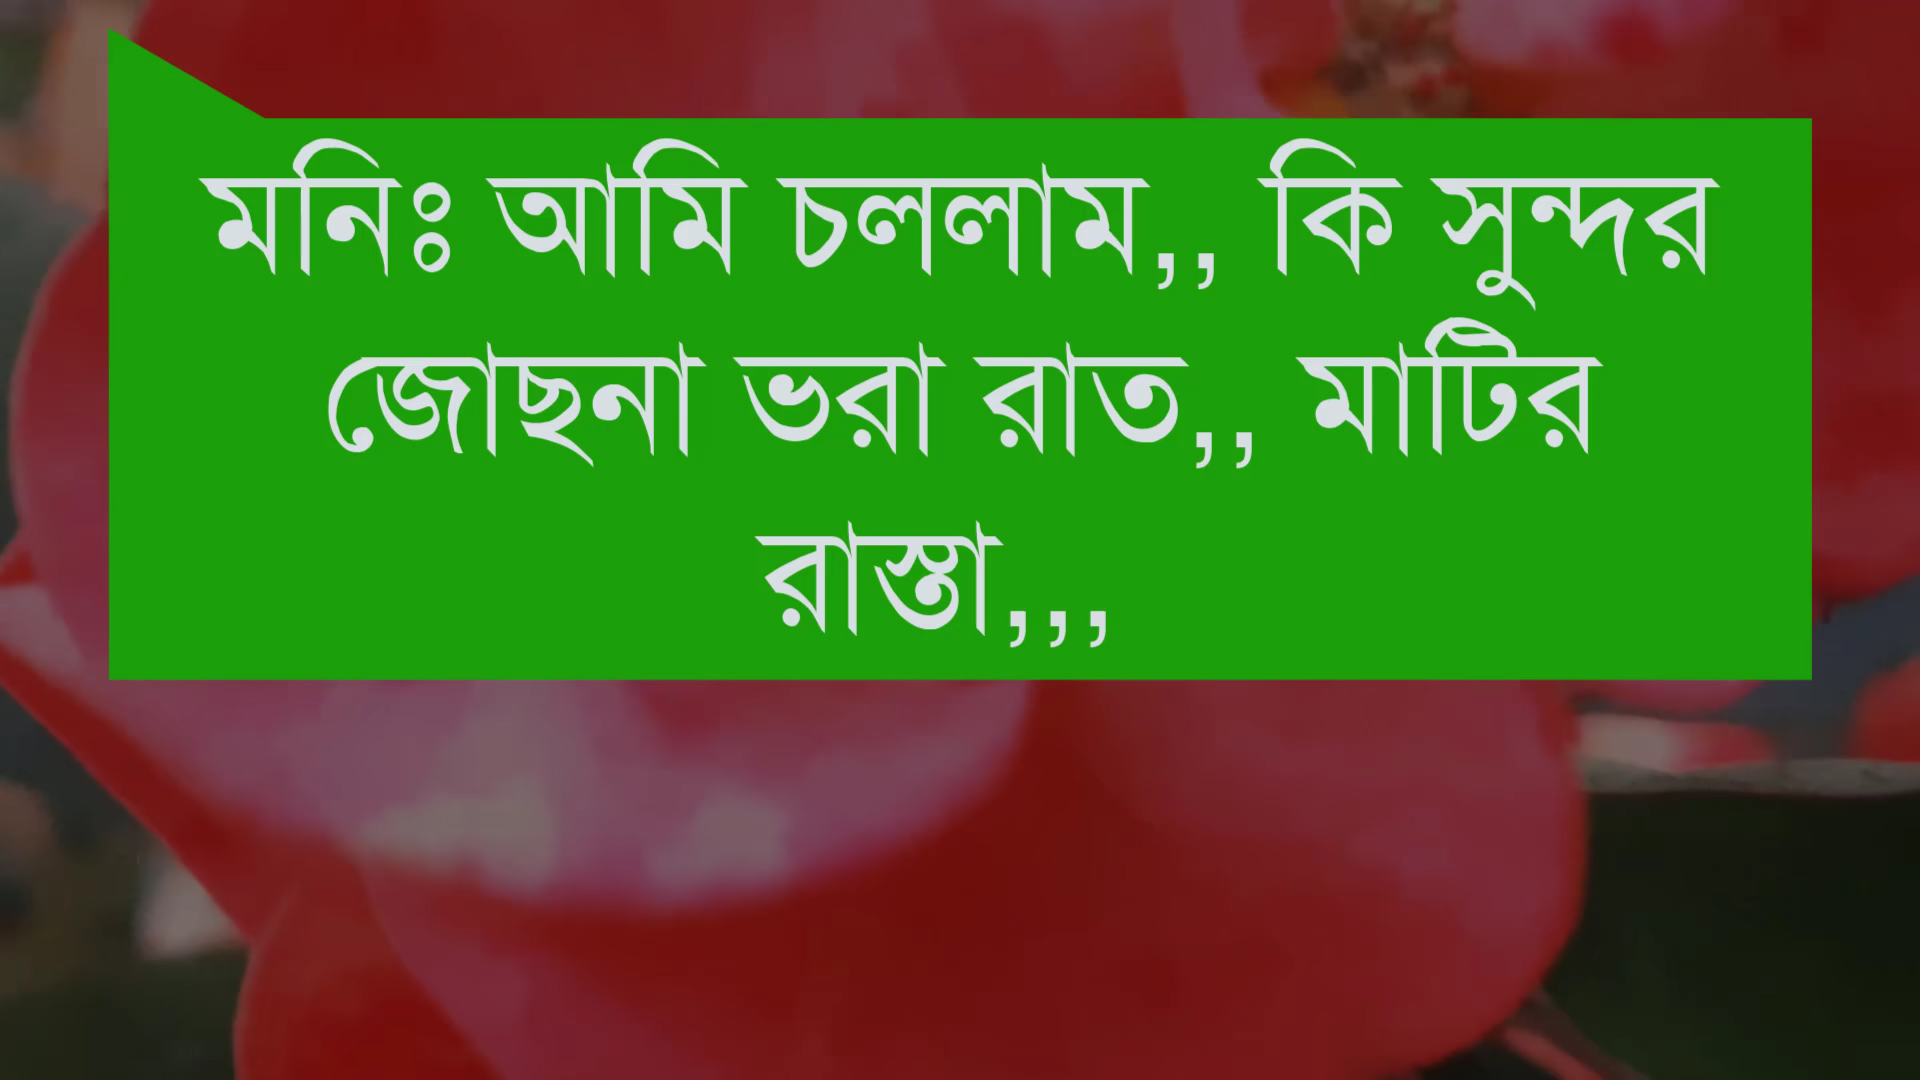 মনিঃ আমি চললাম,, কি সুন্দর
জোছনা ভরা রাত,, মাটির
রাস্তা,,,